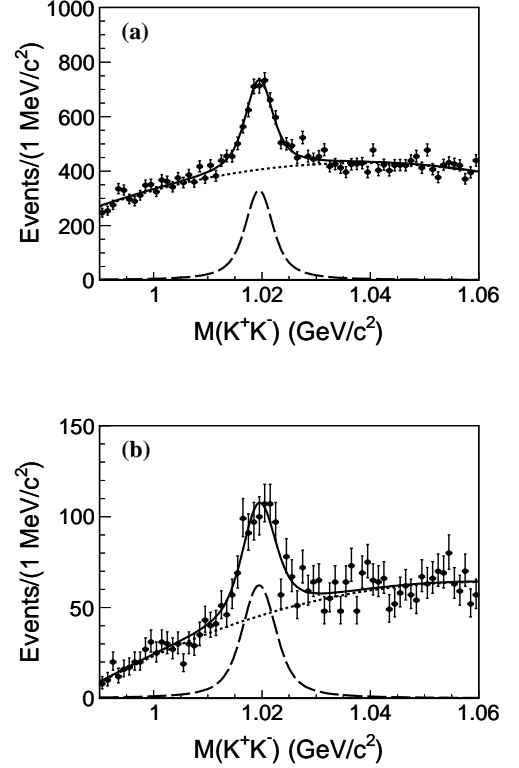 1000
(a)
800
600
400
200
0
Events/(1 MeV/c²)
1 1.02 1.04 1.06
M(K⁺K⁻) (GeV/c²)
150
(b)
100
50
0
Events/(1 MeV/c²)
1 1.02 1.04 1.06
M(K⁺K⁻) (GeV/c²)